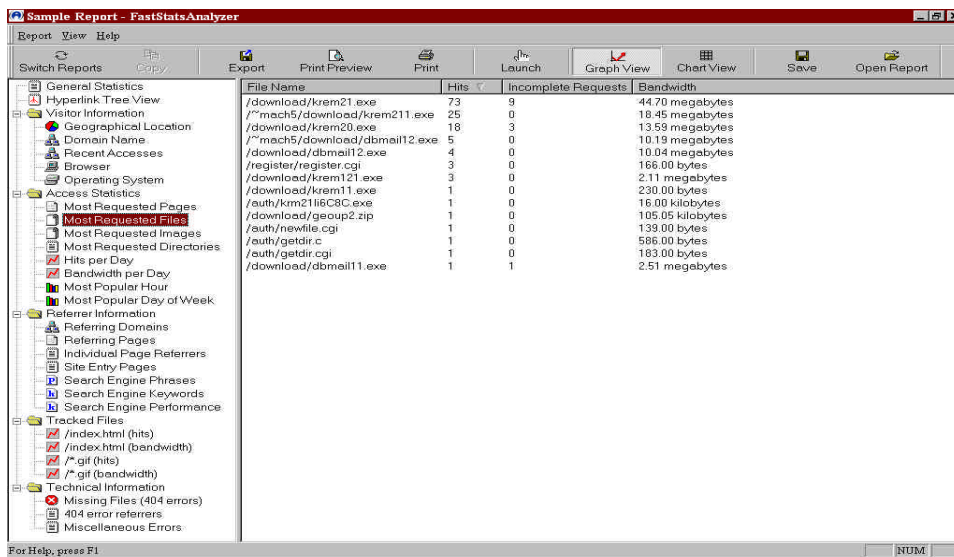 Sample Report - FastStatsAnalyzer
Report View Help
Switch Reports Copy Export Print Preview Print Launch Graph View Chart View Save Open Report
General Statistics
Hyperlink Tree View
Visitor Information
Geographical Location
Domain Name
Recent Accesses
Browser
Operating System
Access Statistics
Most Requested Pages
Most Requested Files
Most Requested Images
Most Requested Directories
Hits per Day
Bandwidth per Day
Most Popular Hour
Most Popular Day of Week
Referrer Information
Referring Domains
Referring Pages
Individual Page Referrers
Site Entry Pages
Search Engine Phrases
Search Engine Keywords
Search Engine Performance
Tracked Files
/index.html (hits)
/index.html (bandwidth)
/*.gif (hits)
/*.gif (bandwidth)
Technical Information
Missing Files (404 errors)
404 error referrers
Miscellaneous Errors
File Name Hits Incomplete Requests Bandwidth
/download/krem21.exe 73 9 44.70 megabytes
/~mach5/download/krem211.exe 25 0 18.45 megabytes
/download/krem20.exe 18 3 13.59 megabytes
/~mach5/download/dbmail12.exe 5 0 10.19 megabytes
/download/dbmail12.exe 4 0 10.04 megabytes
/register/register.cgi 3 0 166.00 bytes
/download/krem121.exe 3 0 2.11 megabytes
/download/krem11.exe 1 0 230.00 bytes
/auth/krm21li6C8C.exe 1 0 16.00 kilobytes
/download/geoup2.zip 1 0 105.05 kilobytes
/auth/newfile.cgi 1 0 139.00 bytes
/auth/getdir.c 1 0 586.00 bytes
/auth/getdir.cgi 1 0 183.00 bytes
/download/dbmail11.exe 1 1 2.51 megabytes
For Help, press F1 NUM